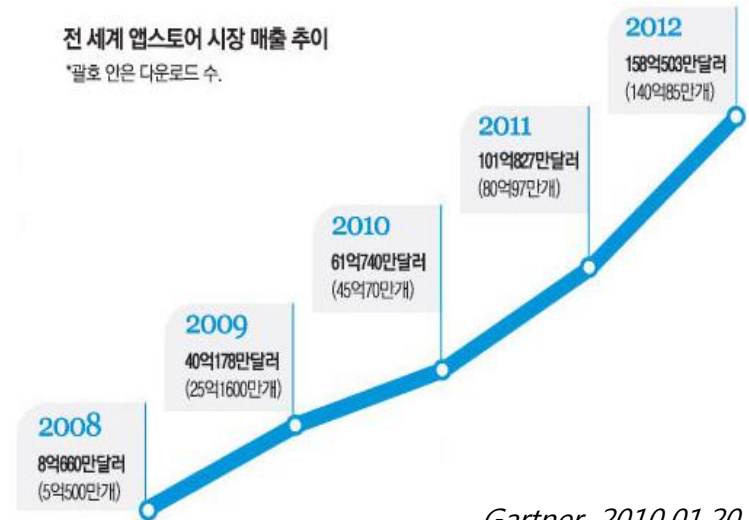 전 세계 앱스토어 시장 매출 추이
*괄호 안은 다운로드 수.
2008
8억660만달러
(5억500만개)
2009
40억178만달러
(25억1600만개)
2010
61억740만달러
(45억70만개)
2011
101억827만달러
(80억97만개)
2012
158억503만달러
(140억85만개)
Gartner, 2010.01.20